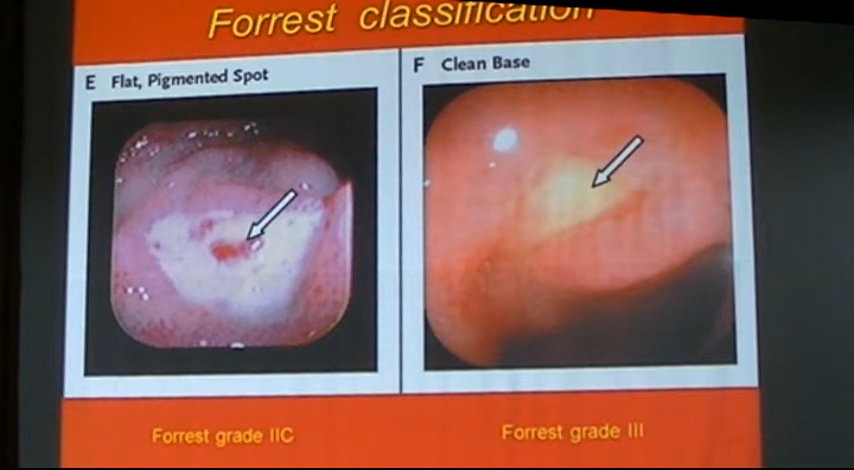 Forrest classification
E Flat, Pigmented Spot
F Clean Base
Forrest grade IIC
Forrest grade III